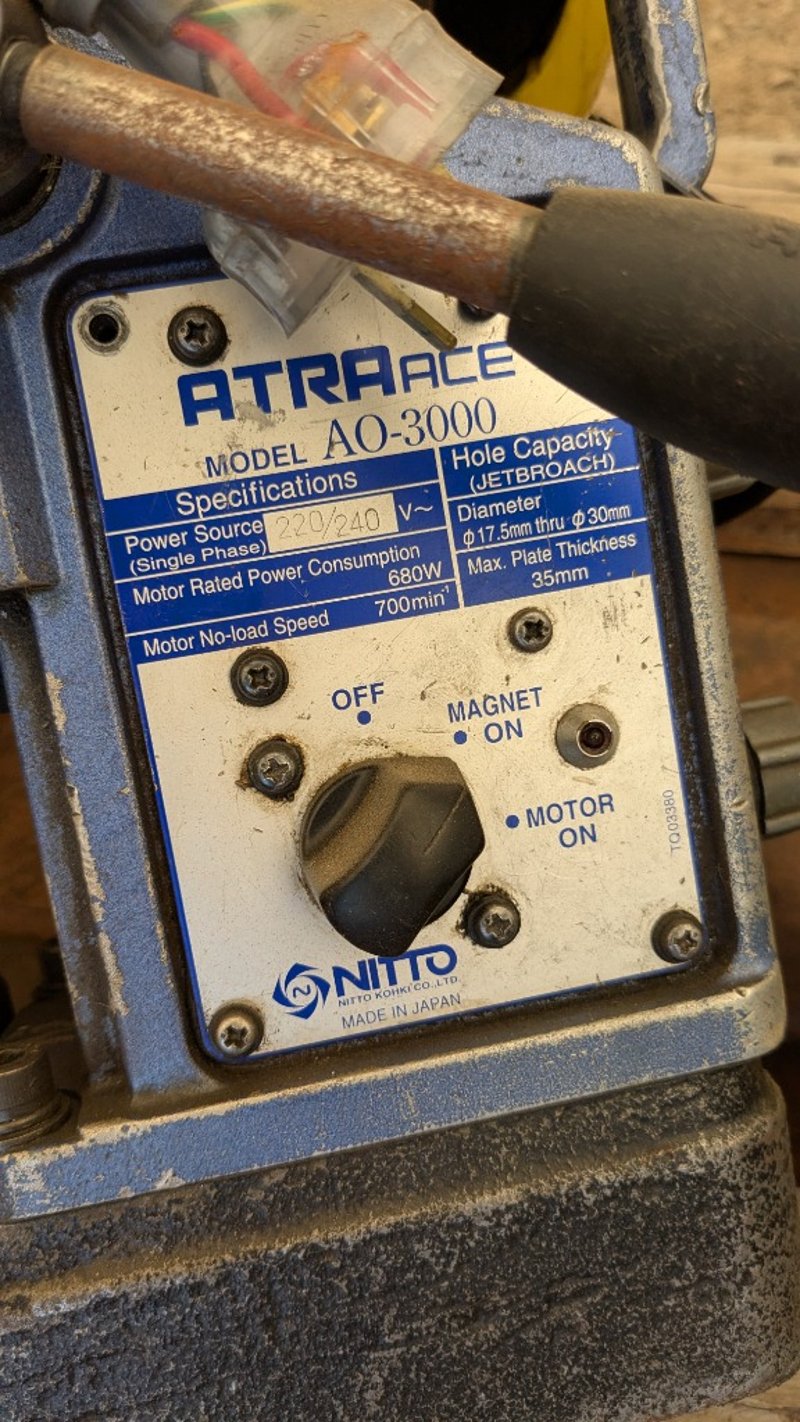 ATRA ACE
MODEL AO-3000
Specifications
Power Source
(Single Phase)
220/240 V~
Motor Rated Power Consumption
680W
Motor No-load Speed 700min⁻¹
Hole Capacity
(JETBROACH)
Diameter
φ17.5mm thru φ30mm
Max. Plate Thickness
35mm
OFF
MAGNET
ON
MOTOR
ON
TQ03380
NITTO
NITTO KOHKI CO.,LTD.
MADE IN JAPAN